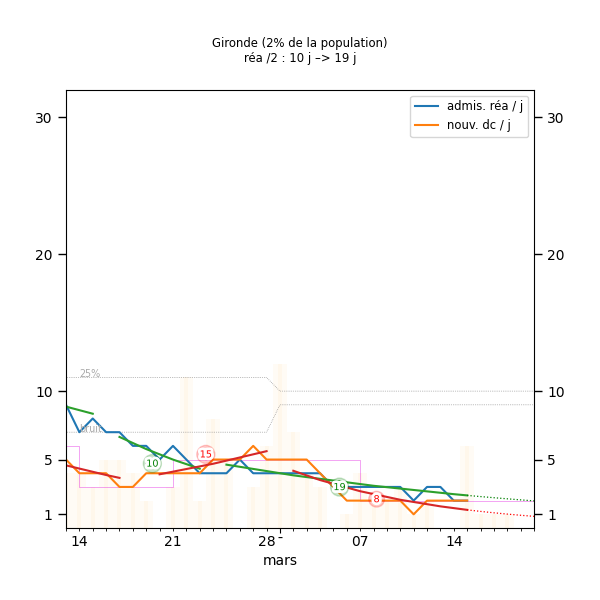 Gironde (2% de la population)
réa /2 : 10 j –> 19 j
admis. réa / j
nouv. dc / j
30 30
20 20
10 10
5 5
1 1
25%
bruit
10
15
19
8
14 21 28 07 14
mars